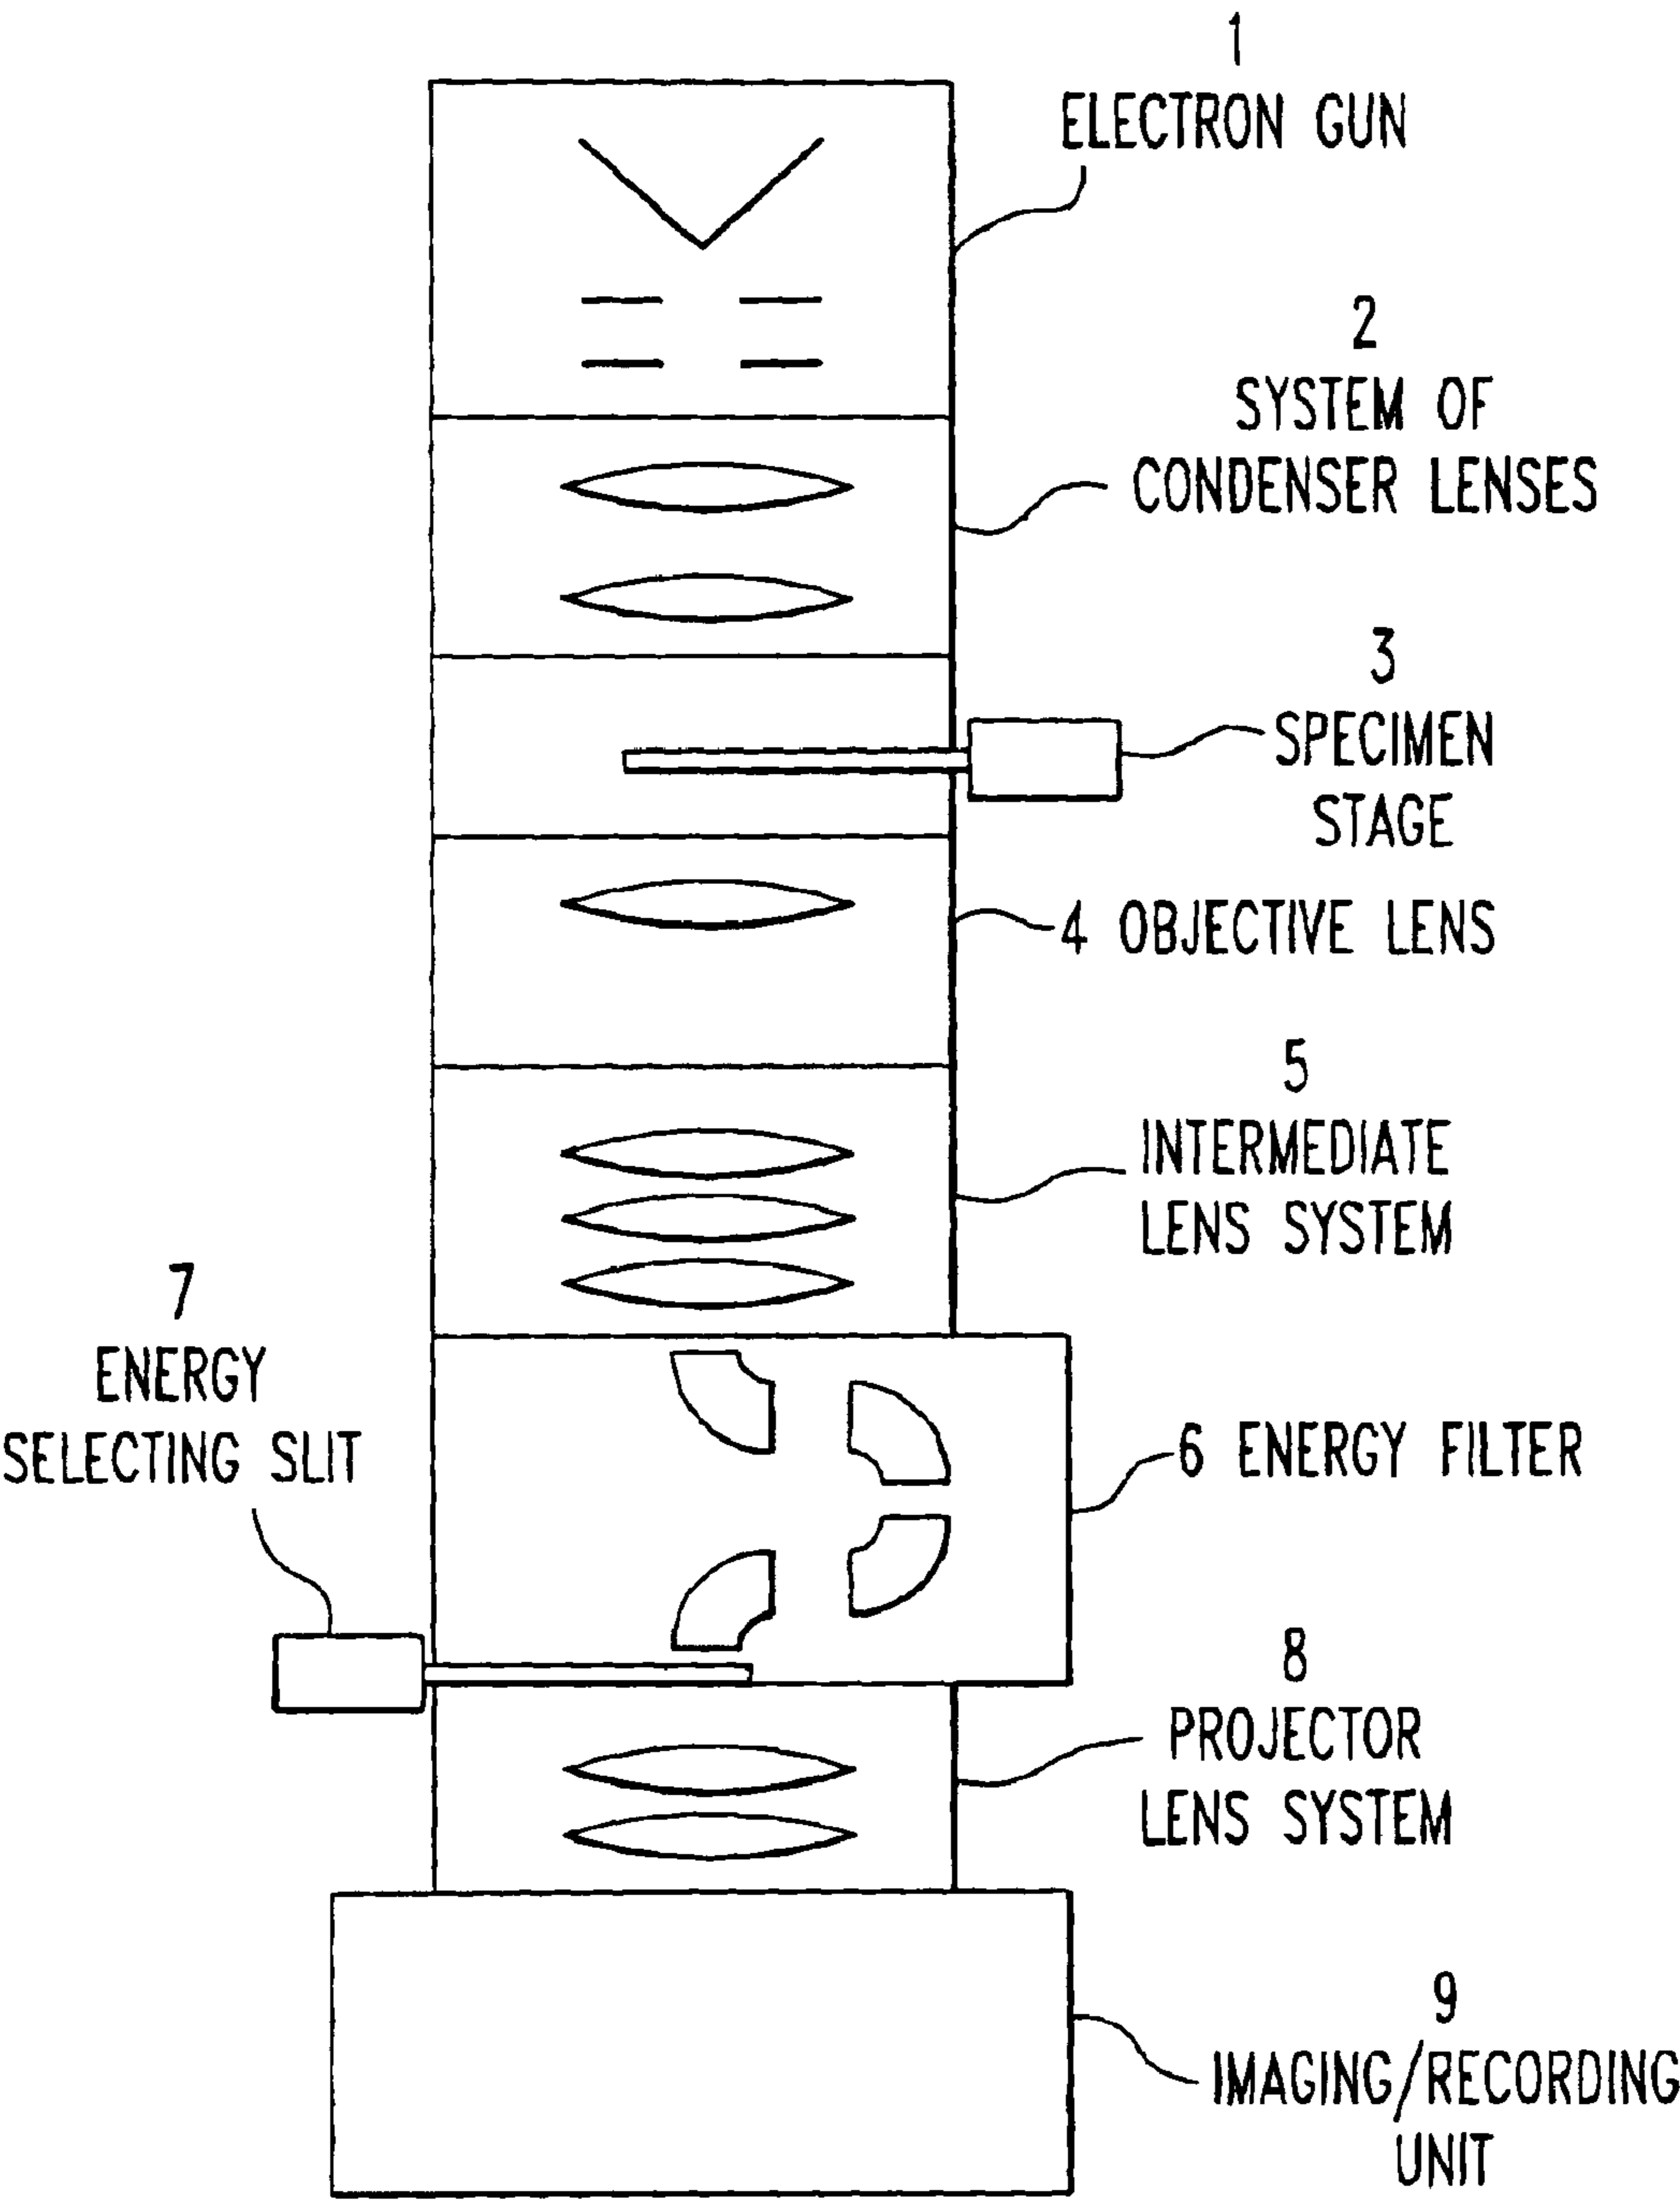 1
ELECTRON GUN
2
SYSTEM OF
CONDENSER LENSES
3
SPECIMEN
STAGE
4 OBJECTIVE LENS
5
INTERMEDIATE
LENS SYSTEM
7
ENERGY
SELECTING SLIT
6 ENERGY FILTER
8
PROJECTOR
LENS SYSTEM
9
IMAGING/RECORDING
UNIT